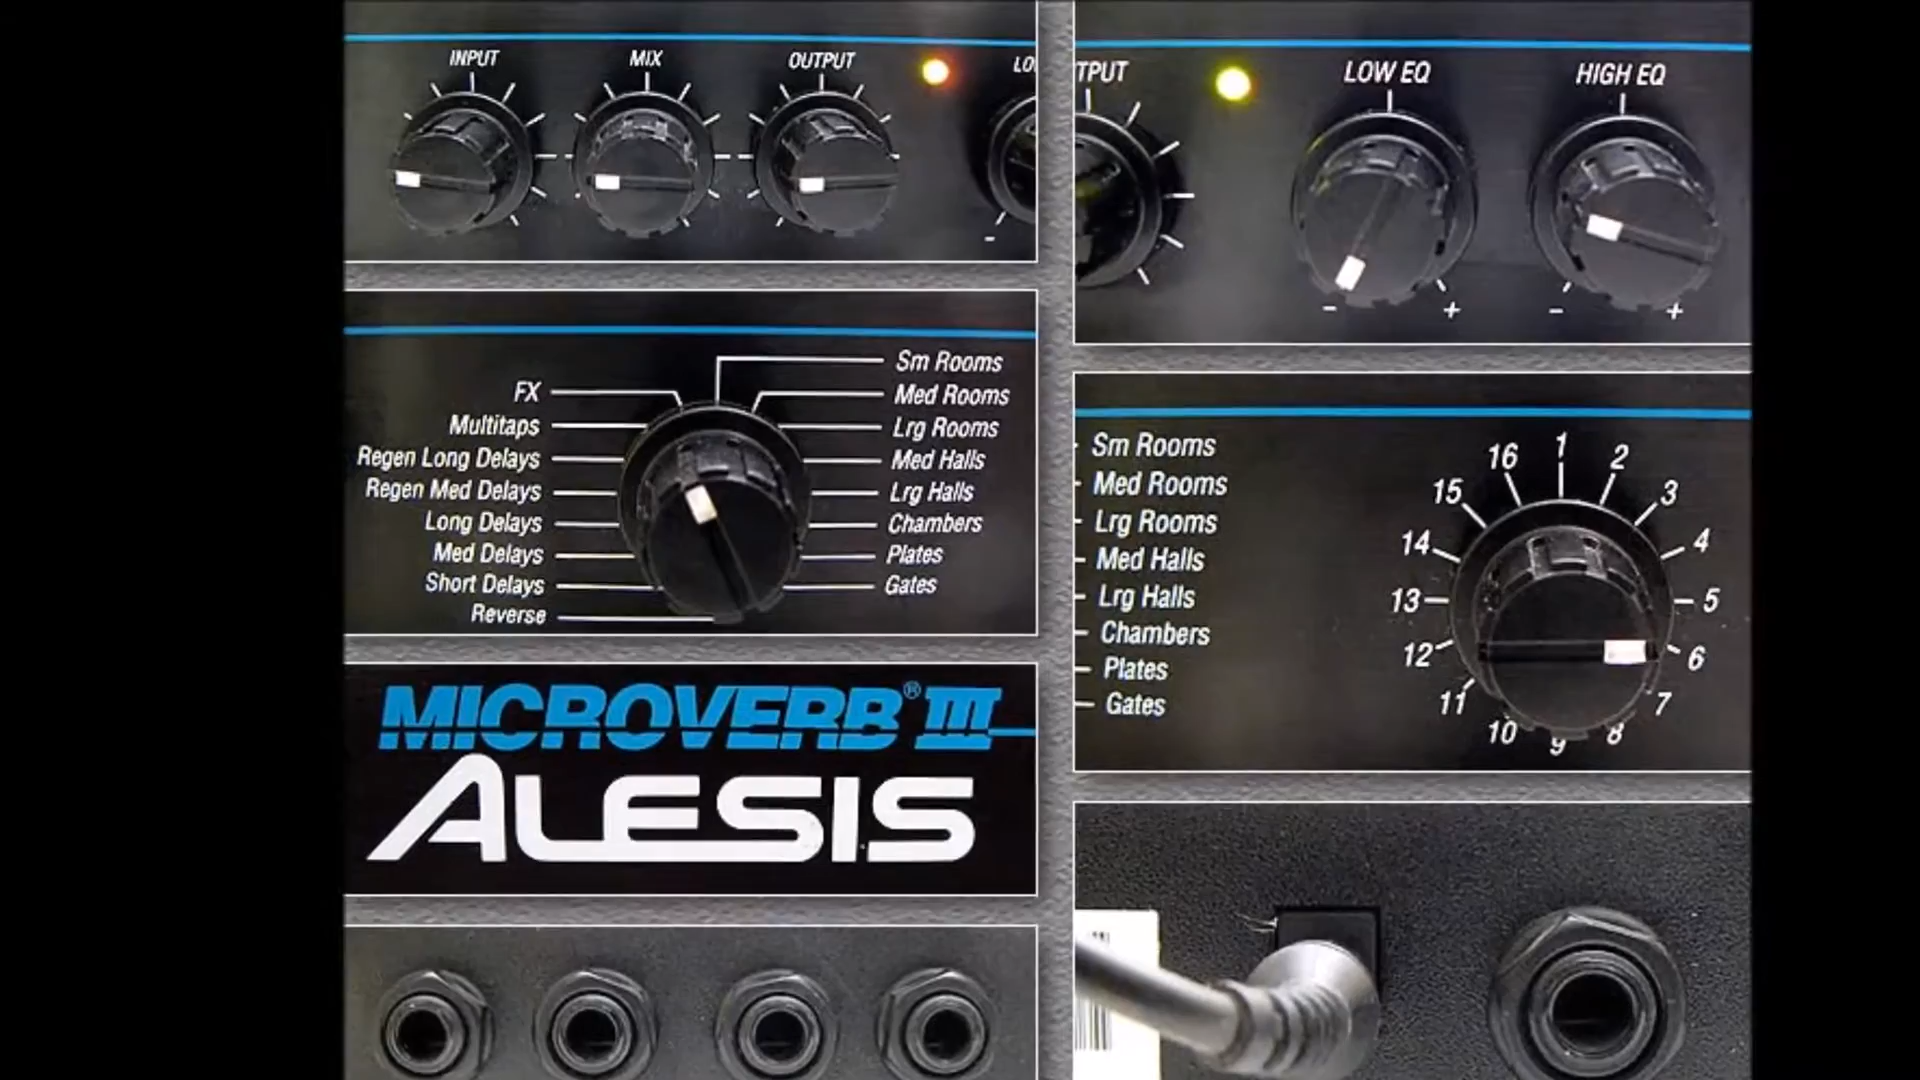 INPUT MIX OUTPUT LO
FX
Multitaps
Regen Long Delays
Regen Med Delays
Long Delays
Med Delays
Short Delays
Reverse
Sm Rooms
Med Rooms
Lrg Rooms
Med Halls
Lrg Halls
Chambers
Plates
Gates
MICROVERB® III
ALESIS
TPUT LOW EQ HIGH EQ
- + - +
Sm Rooms
Med Rooms
Lrg Rooms
Med Halls
Lrg Halls
Chambers
Plates
Gates
1
2
3
4
5
6
7
8
9
10
11
12
13
14
15
16